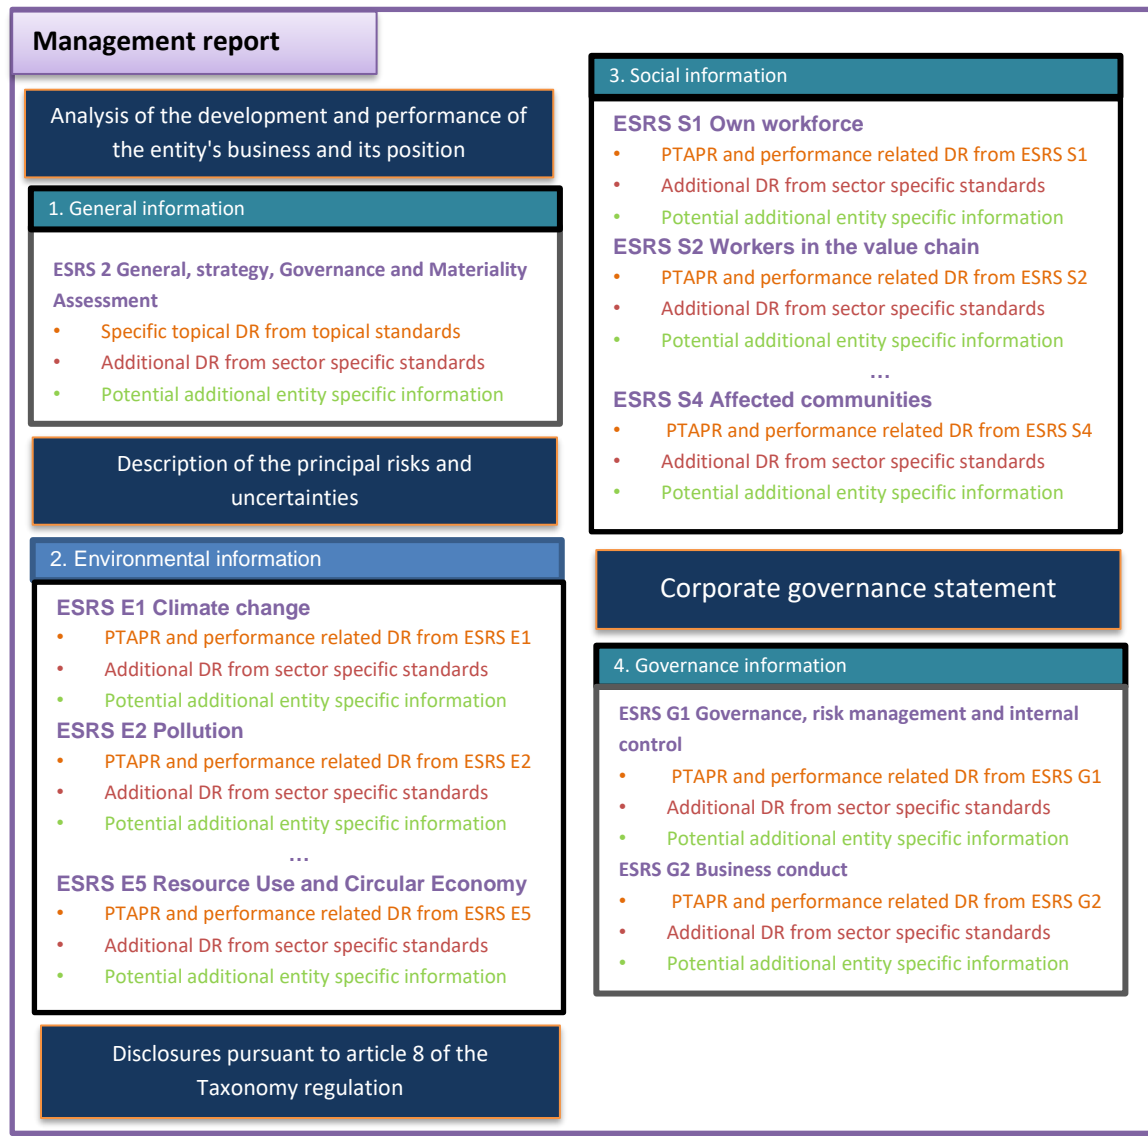 Management report
Analysis of the development and performance of
the entity's business and its position
1. General information
ESRS 2 General, strategy, Governance and Materiality
Assessment
• Specific topical DR from topical standards
• Additional DR from sector specific standards
• Potential additional entity specific information
Description of the principal risks and
uncertainties
2. Environmental information
ESRS E1 Climate change
• PTAPR and performance related DR from ESRS E1
• Additional DR from sector specific standards
• Potential additional entity specific information
ESRS E2 Pollution
• PTAPR and performance related DR from ESRS E2
• Additional DR from sector specific standards
• Potential additional entity specific information
...
ESRS E5 Resource Use and Circular Economy
• PTAPR and performance related DR from ESRS E5
• Additional DR from sector specific standards
• Potential additional entity specific information
Disclosures pursuant to article 8 of the
Taxonomy regulation
3. Social information
ESRS S1 Own workforce
• PTAPR and performance related DR from ESRS S1
• Additional DR from sector specific standards
• Potential additional entity specific information
ESRS S2 Workers in the value chain
• PTAPR and performance related DR from ESRS S2
• Additional DR from sector specific standards
• Potential additional entity specific information
...
ESRS S4 Affected communities
• PTAPR and performance related DR from ESRS S4
• Additional DR from sector specific standards
• Potential additional entity specific information
Corporate governance statement
4. Governance information
ESRS G1 Governance, risk management and internal
control
• PTAPR and performance related DR from ESRS G1
• Additional DR from sector specific standards
• Potential additional entity specific information
ESRS G2 Business conduct
• PTAPR and performance related DR from ESRS G2
• Additional DR from sector specific standards
• Potential additional entity specific information